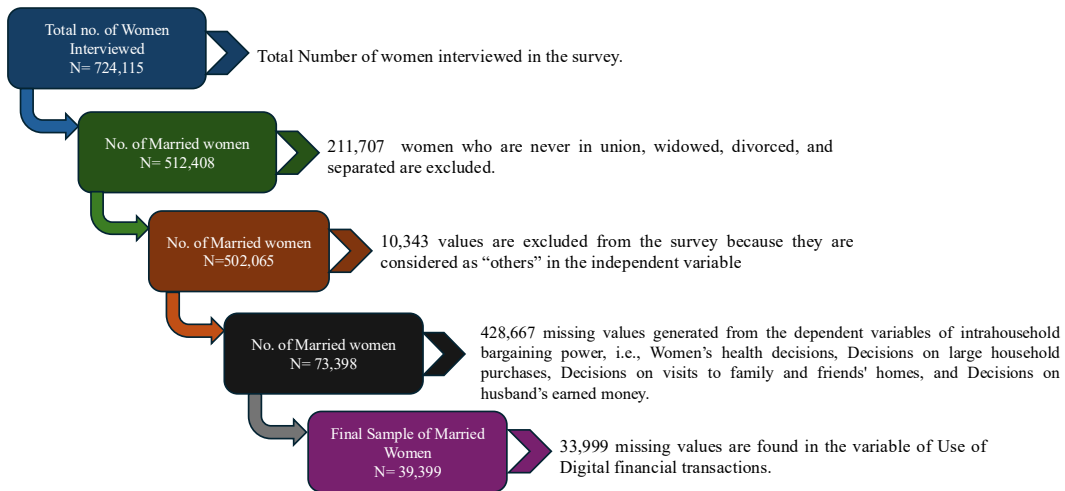 Total no. of Women
Interviewed
N= 724,115
Total Number of women interviewed in the survey.
No. of Married women
N= 512,408
211,707 women who are never in union, widowed, divorced, and
separated are excluded.
No. of Married women
N=502,065
10,343 values are excluded from the survey because they are
considered as “others” in the independent variable
No. of Married women
N= 73,398
428,667 missing values generated from the dependent variables of intrahousehold
bargaining power, i.e., Women’s health decisions, Decisions on large household
purchases, Decisions on visits to family and friends' homes, and Decisions on
husband’s earned money.
Final Sample of Married
Women
N= 39,399
33,999 missing values are found in the variable of Use of
Digital financial transactions.